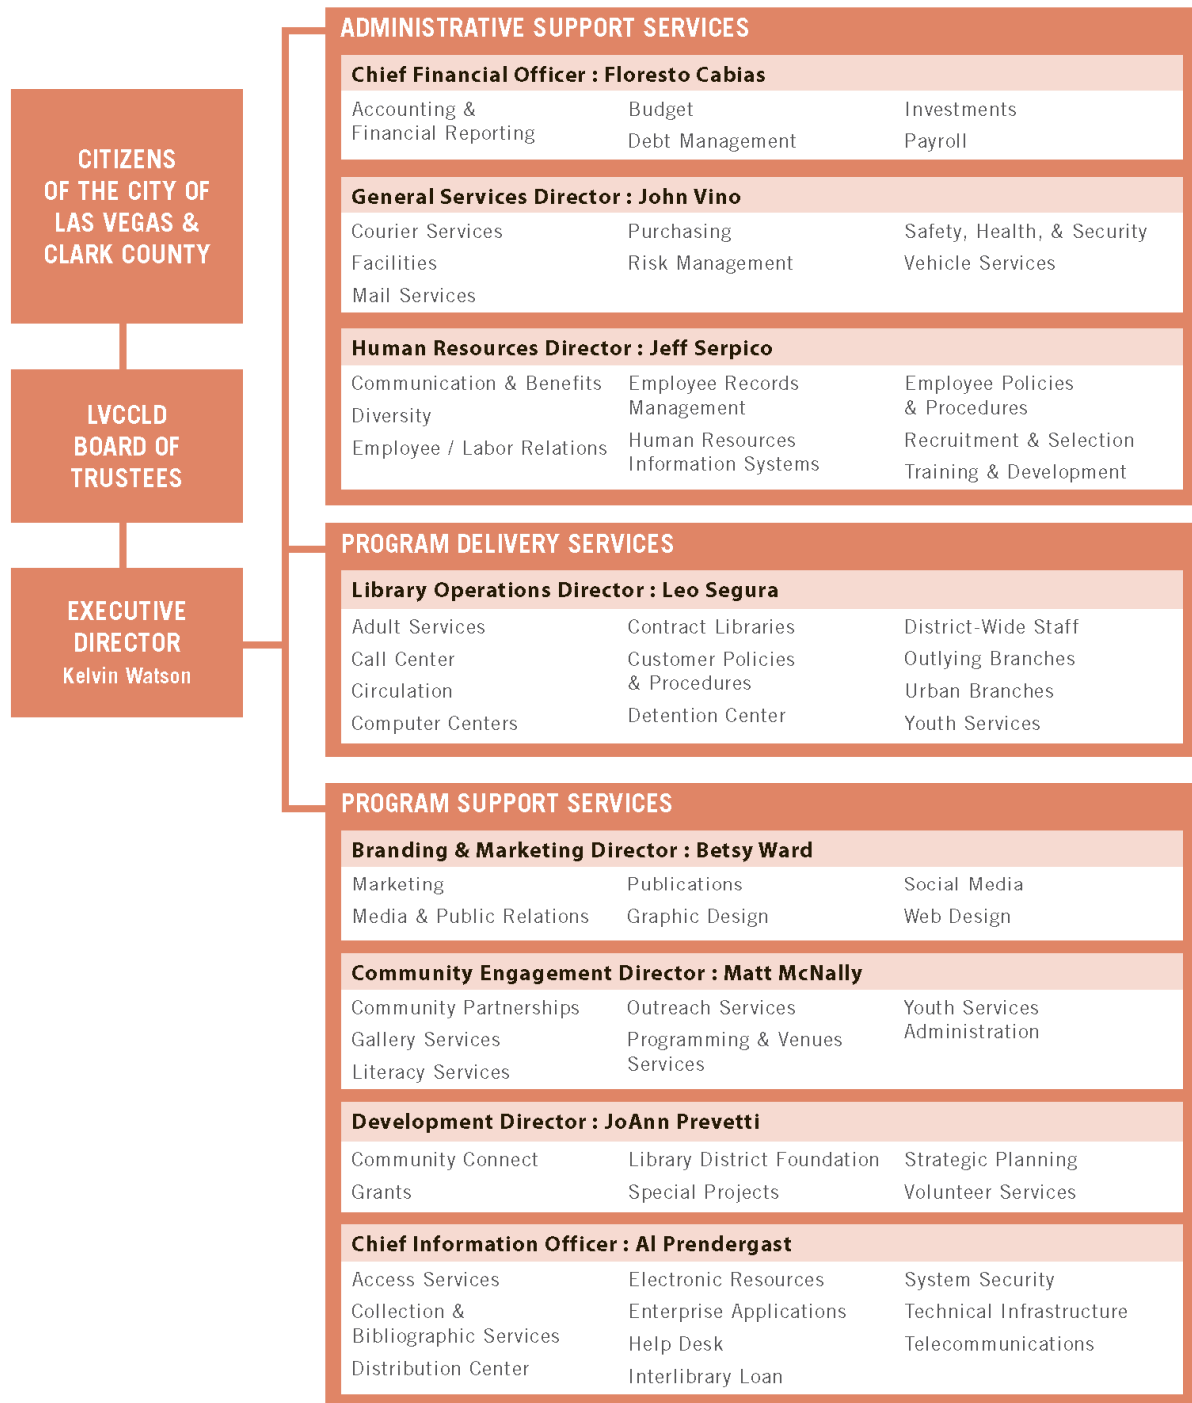 CITIZENS
OF THE CITY OF
LAS VEGAS &
CLARK COUNTY
LVCCLD
BOARD OF
TRUSTEES
EXECUTIVE
DIRECTOR
Kelvin Watson
ADMINISTRATIVE SUPPORT SERVICES
Chief Financial Officer : Floresto Cabias
Accounting &
Financial Reporting
Budget
Debt Management
Investments
Payroll
General Services Director : John Vino
Courier Services
Facilities
Mail Services
Purchasing
Risk Management
Safety, Health, & Security
Vehicle Services
Human Resources Director : Jeff Serpico
Communication & Benefits
Diversity
Employee / Labor Relations
Employee Records
Management
Human Resources
Information Systems
Employee Policies
& Procedures
Recruitment & Selection
Training & Development
PROGRAM DELIVERY SERVICES
Library Operations Director : Leo Segura
Adult Services
Call Center
Circulation
Computer Centers
Contract Libraries
Customer Policies
& Procedures
Detention Center
District-Wide Staff
Outlying Branches
Urban Branches
Youth Services
PROGRAM SUPPORT SERVICES
Branding & Marketing Director : Betsy Ward
Marketing
Media & Public Relations
Publications
Graphic Design
Social Media
Web Design
Community Engagement Director : Matt McNally
Community Partnerships
Gallery Services
Literacy Services
Outreach Services
Programming & Venues
Services
Youth Services
Administration
Development Director : JoAnn Prevetti
Community Connect
Grants
Library District Foundation
Special Projects
Strategic Planning
Volunteer Services
Chief Information Officer : Al Prendergast
Access Services
Collection &
Bibliographic Services
Distribution Center
Electronic Resources
Enterprise Applications
Help Desk
Interlibrary Loan
System Security
Technical Infrastructure
Telecommunications